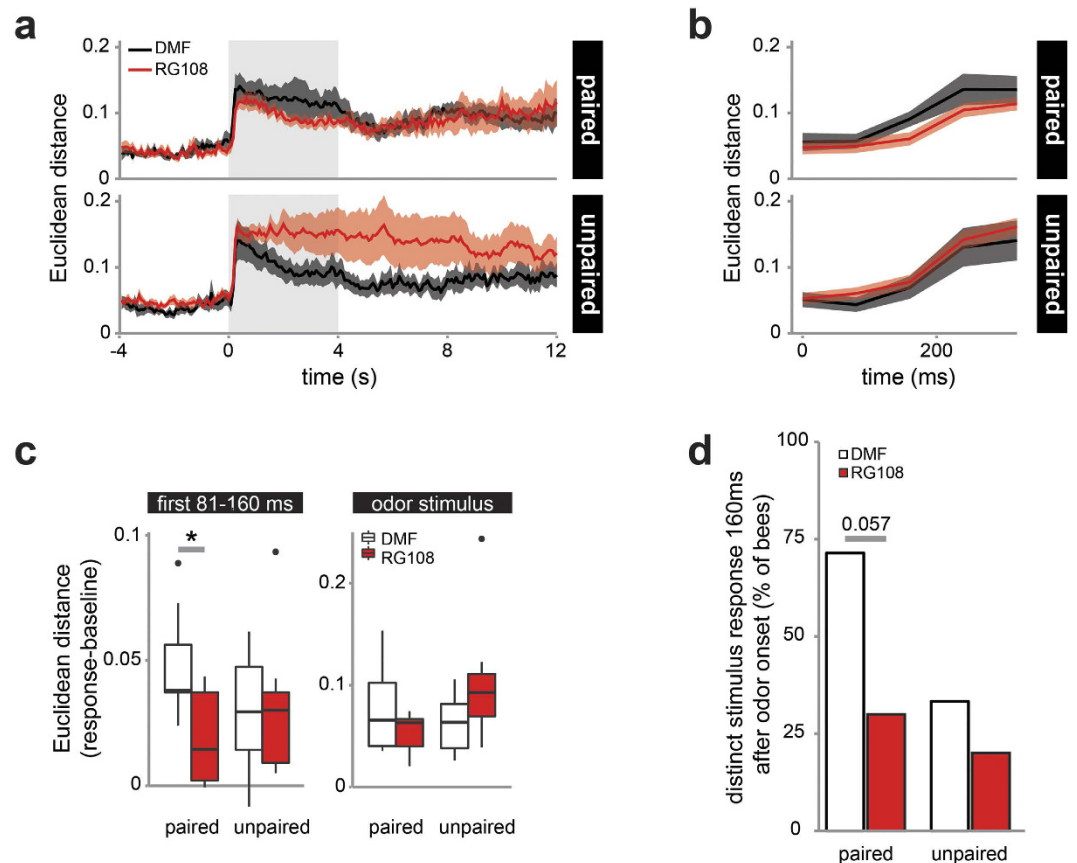 a
0.2
DMF
RG108
0.1
0
Euclidean distance
paired
0.2
0.1
0
Euclidean distance
unpaired
-4
0
4
8
12
time (s)
b
0.2
0.1
0
Euclidean distance
paired
0.2
0.1
0
Euclidean distance
unpaired
0
200
time (ms)
c
first 81-160 ms
odor stimulus
0.1
0.05
0
Euclidean distance
(response-baseline)
*
paired
unpaired
DMF
RG108
0.2
0.1
0
paired
unpaired
d
100
75
50
25
0
distinct stimulus response 160ms
after odor onset (% of bees)
DMF
RG108
0.057
paired
unpaired